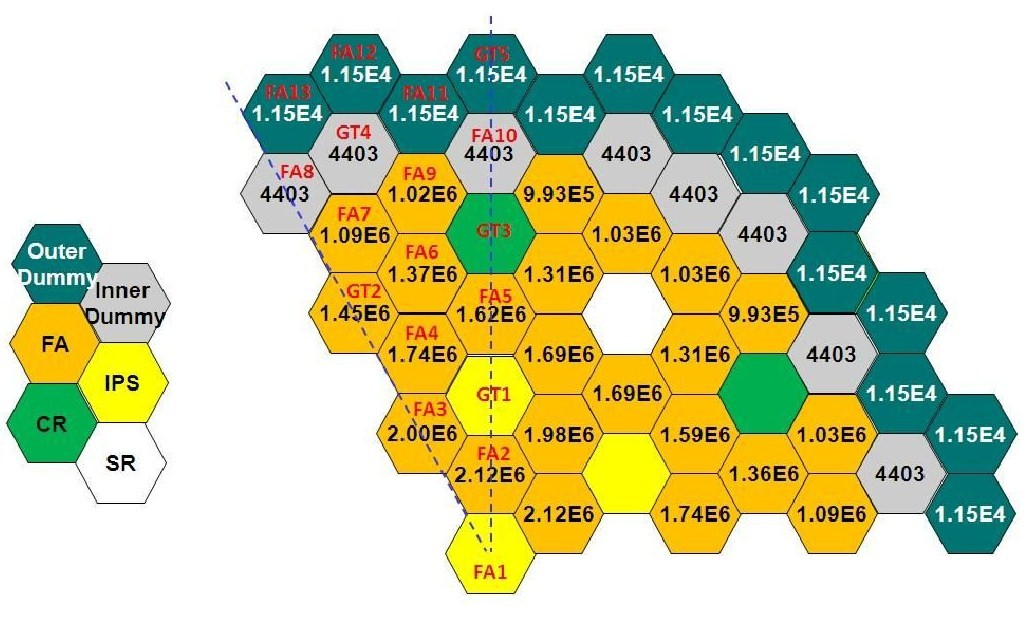 FA12
1.15E4
GT5
1.15E4
1.15E4
FA13
1.15E4
FA11
1.15E4
1.15E4
1.15E4
GT4
4403
FA10
4403
4403
1.15E4
FA8
4403
FA9
1.02E6
9.93E5
4403
1.15E4
FA7
1.09E6
GT3
1.03E6
4403
Outer
Dummy
FA6
1.37E6
1.31E6
1.03E6
1.15E4
Inner
Dummy
GT2
1.45E6
FA5
1.62E6
9.93E5
1.15E4
FA
FA4
1.74E6
1.69E6
1.31E6
4403
IPS
GT1
1.69E6
1.15E4
CR
FA3
2.00E6
1.98E6
1.59E6
1.03E6
1.15E4
SR
FA2
2.12E6
1.36E6
4403
2.12E6
1.74E6
1.09E6
1.15E4
FA1